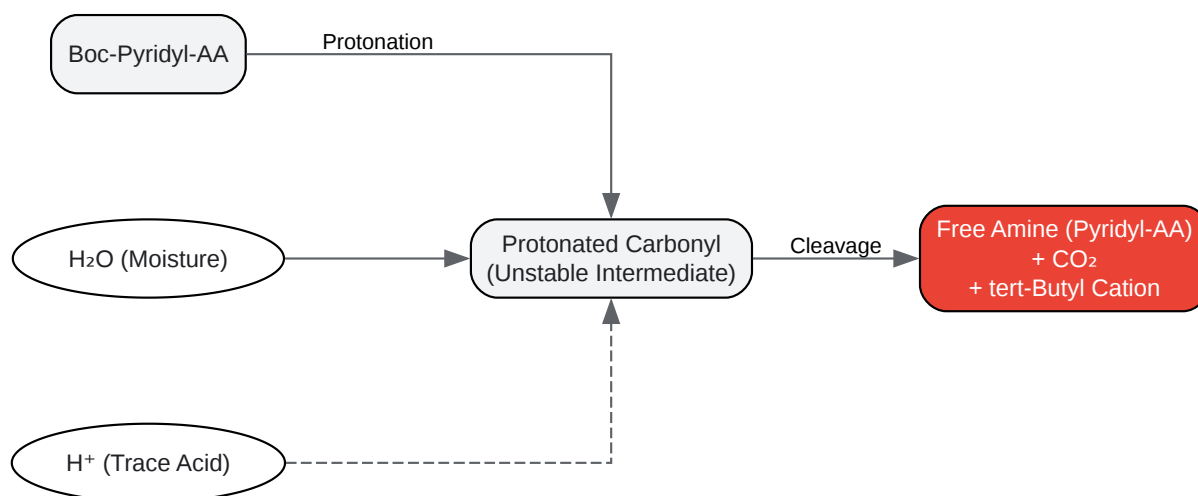 Boc-Pyridyl-AA
Protonation
H₂O (Moisture)
Protonated Carbonyl
(Unstable Intermediate)
Cleavage
Free Amine (Pyridyl-AA)
+ CO₂
+ tert-Butyl Cation
H⁺ (Trace Acid)